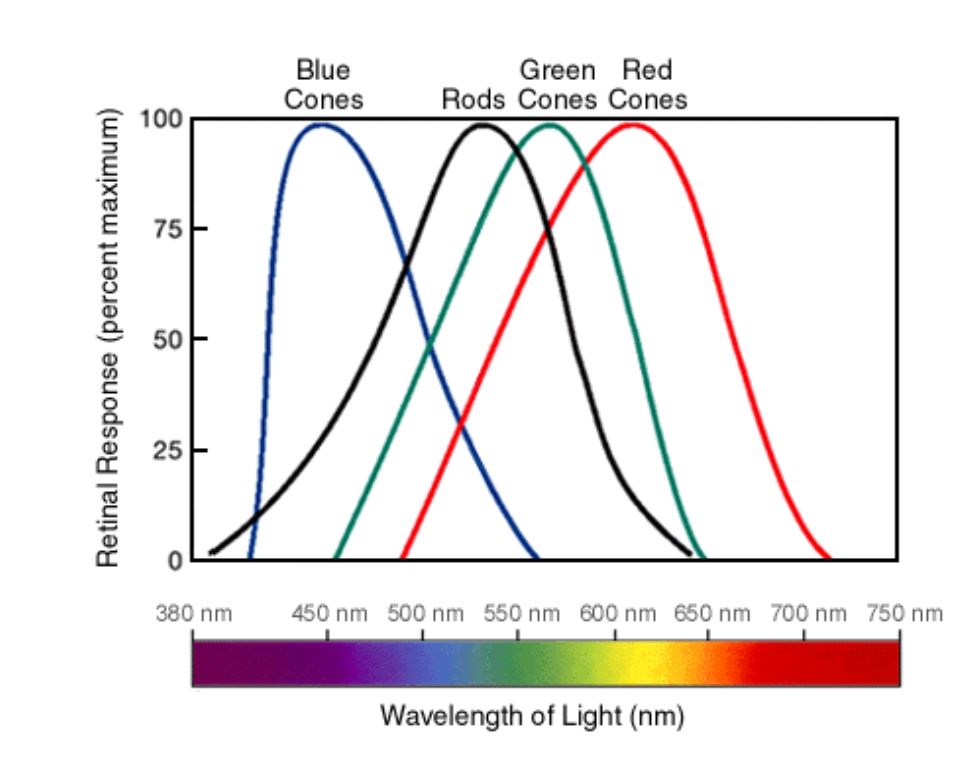 Blue
Cones
Rods
Green
Cones
Red
Cones
Retinal Response (percent maximum)
100
75
50
25
0
380 nm 450 nm 500 nm 550 nm 600 nm 650 nm 700 nm 750 nm
Wavelength of Light (nm)